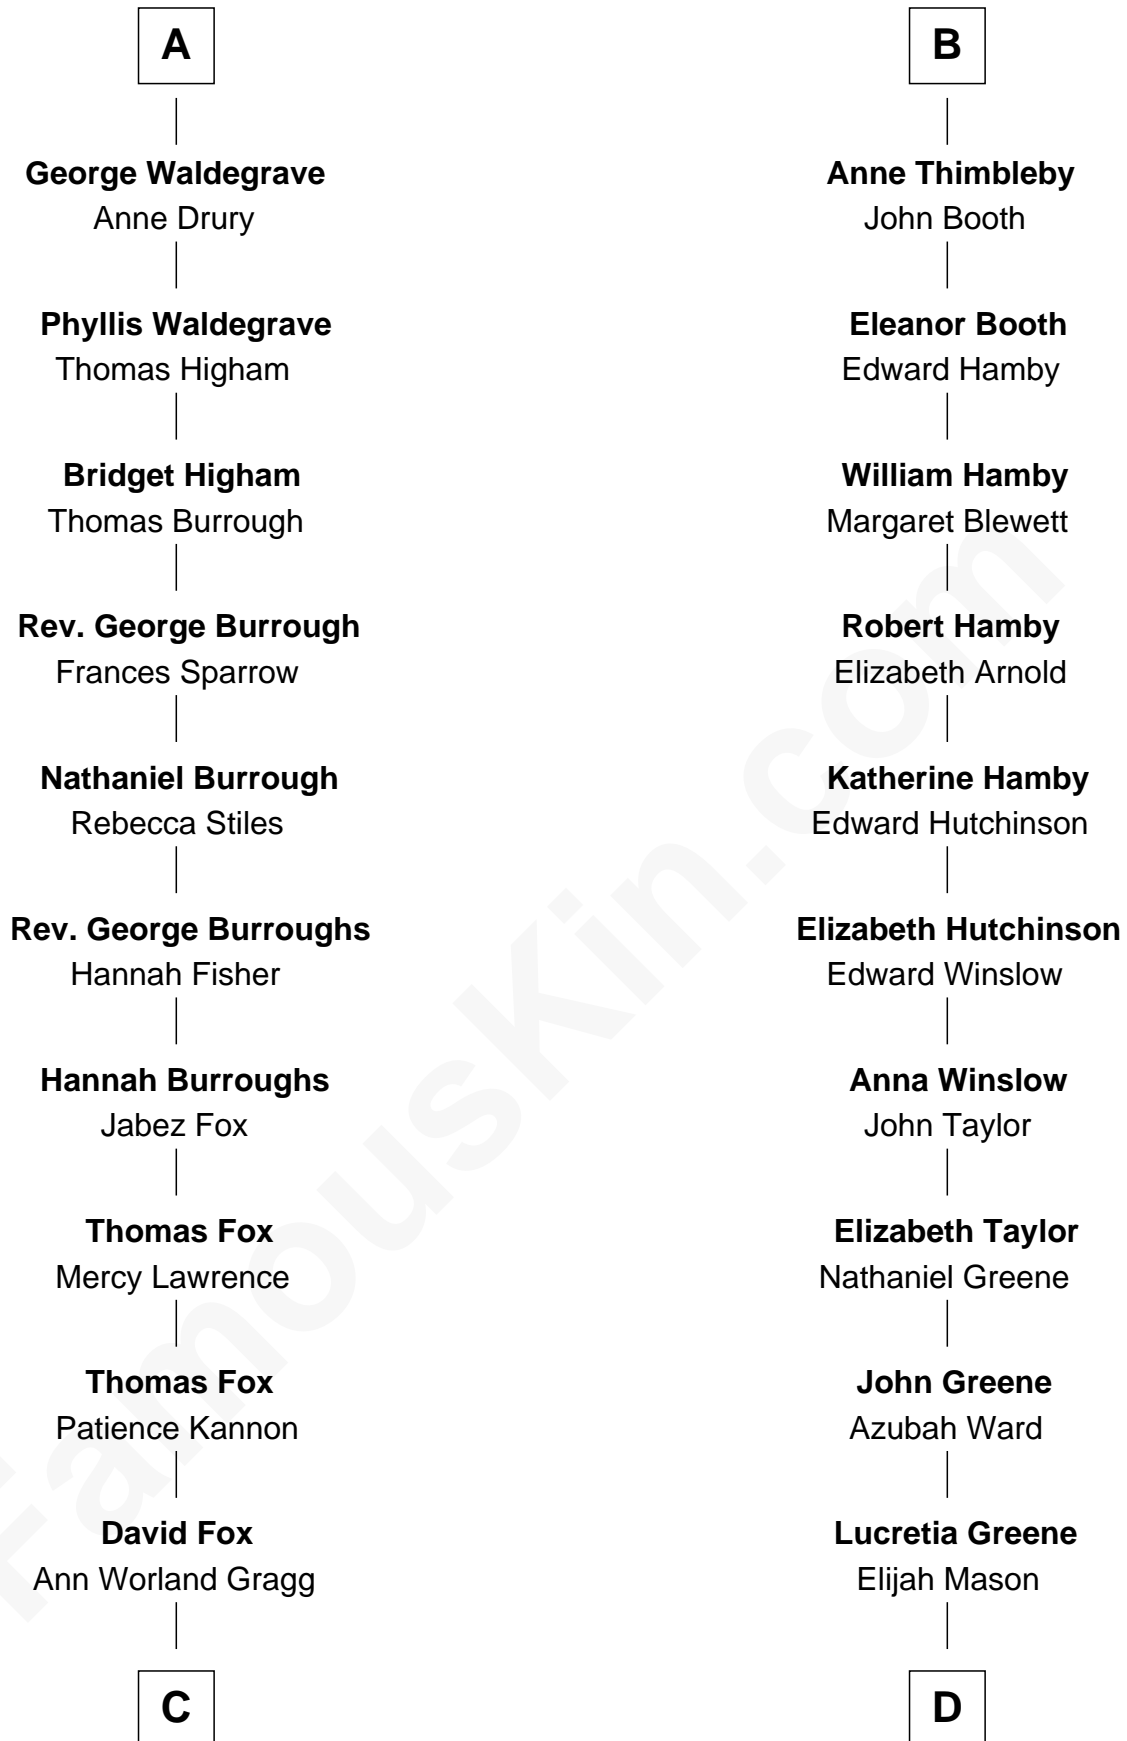 A
George Waldegrave
Anne Drury
Phyllis Waldegrave
Thomas Higham
Bridget Higham
Thomas Burrough
Rev. George Burrough
Frances Sparrow
Nathaniel Burrough
Rebecca Stiles
Rev. George Burroughs
Hannah Fisher
Hannah Burroughs
Jabez Fox
Thomas Fox
Mercy Lawrence
Thomas Fox
Patience Kannon
David Fox
Ann Worland Gragg
C
B
Anne Thimbleby
John Booth
Eleanor Booth
Edward Hamby
William Hamby
Margaret Blewett
Robert Hamby
Elizabeth Arnold
Katherine Hamby
Edward Hutchinson
Elizabeth Hutchinson
Edward Winslow
Anna Winslow
John Taylor
Elizabeth Taylor
Nathaniel Greene
John Greene
Azubah Ward
Lucretia Greene
Elijah Mason
D
FamousKin.com